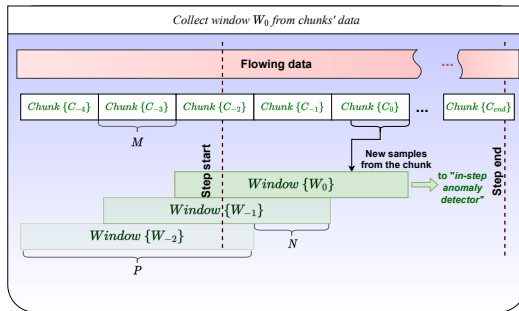 Collect window W₀ from chunks' data
Flowing data
...
Chunk {C₋₄} Chunk {C₋₃} Chunk {C₋₂} Chunk {C₋₁} Chunk {C₀} ... Chunk {C_end}
M
Step start
New samples
from the chunk
Step end
Window {W₀}
to "in-step
anomaly
detector"
Window {W₋₁}
Window {W₋₂}
N
P